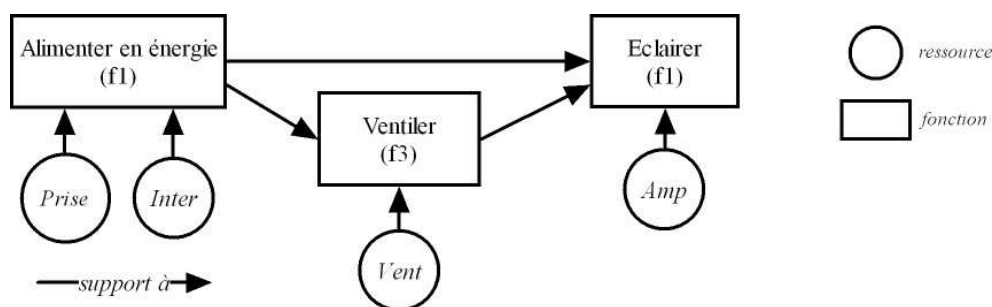 Alimenter en énergie
(f1)
Eclairer
(f1)
ressource
Ventiler
(f3)
fonction
Prise
Inter
Amp
Vent
support à